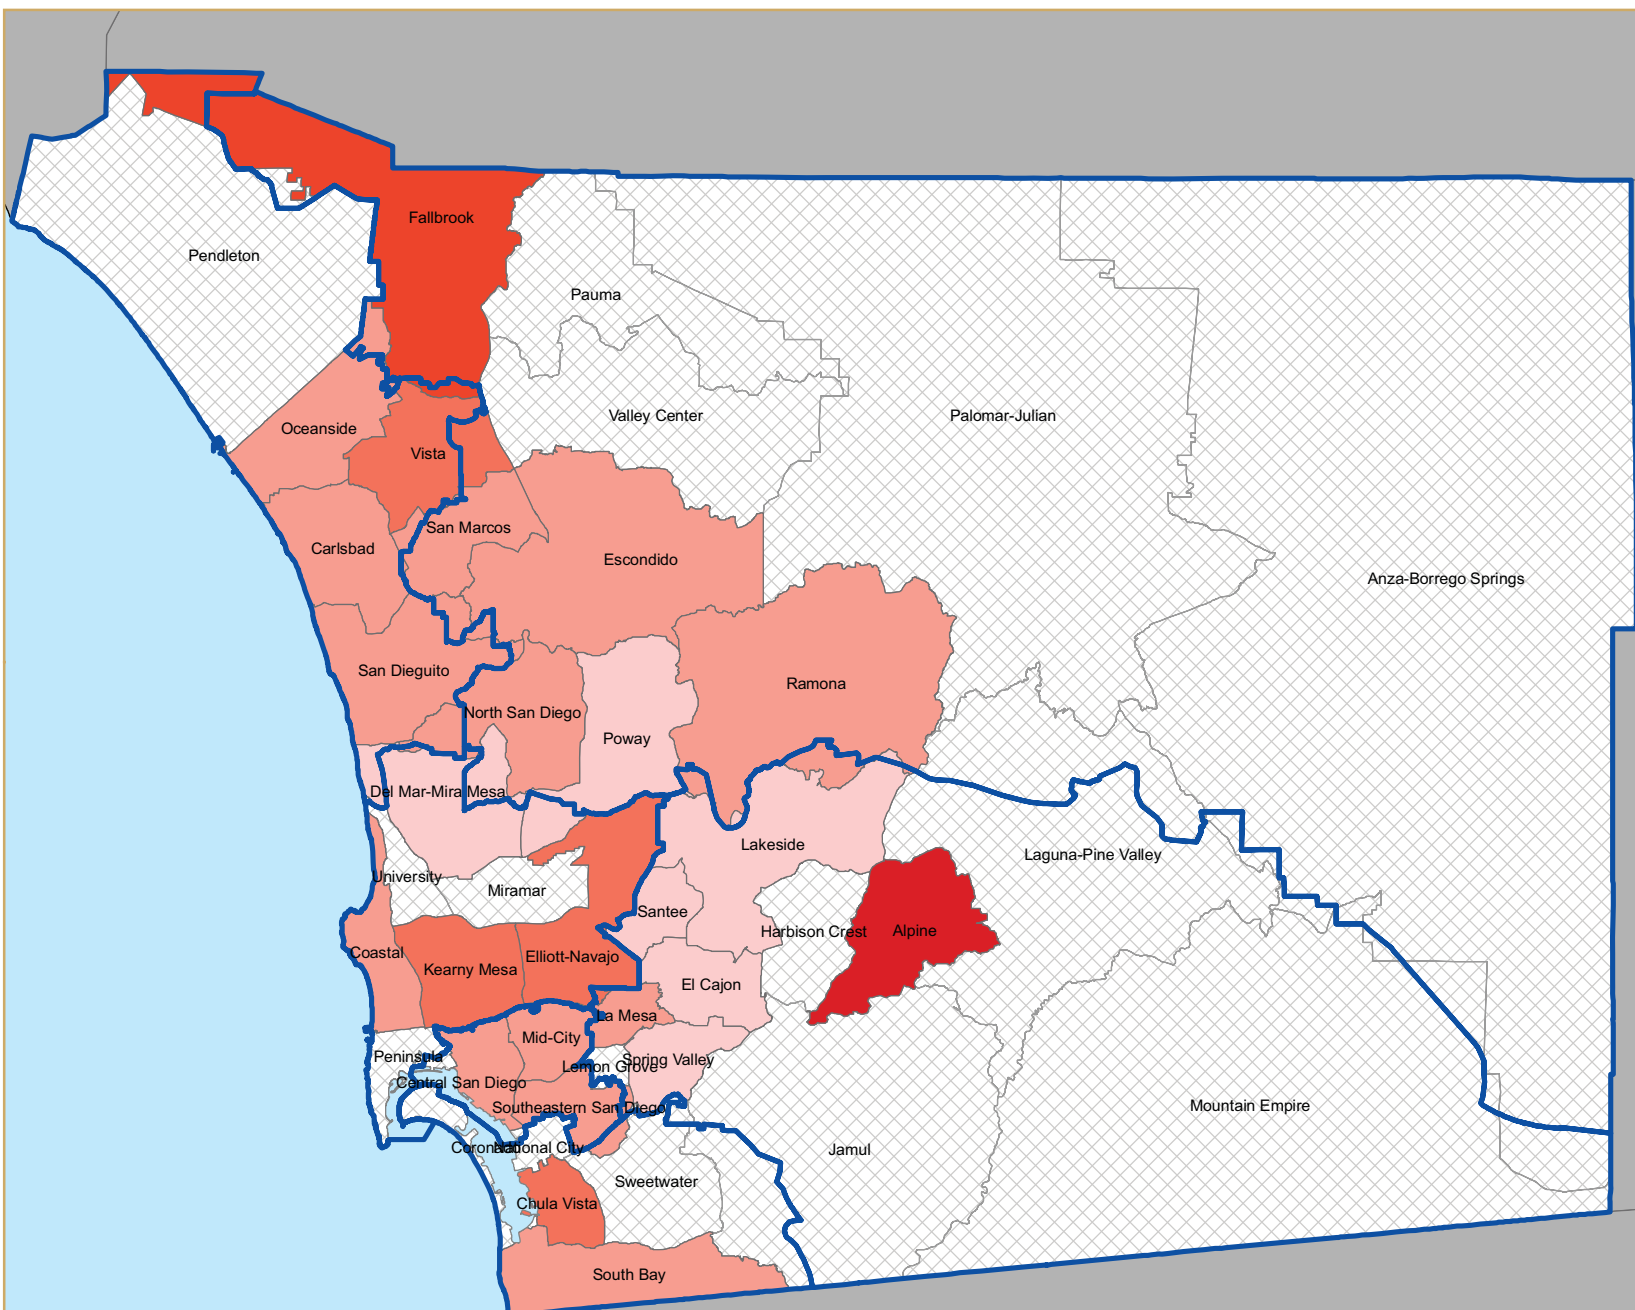 Fallbrook
Pendleton
Pauma
Valley Center
Palomar-Julian
Oceanside
Vista
San Marcos
Carlsbad
Escondido
Anza-Borrego Springs
San Dieguito
Ramona
North San Diego
Poway
Del Mar-Mira Mesa
Lakeside
Laguna-Pine Valley
University
Miramar
Santee
Harbison Crest
Alpine
Coastal
Elliott-Navajo
Kearny Mesa
El Cajon
La Mesa
Mid-City
Peninsula
Lemon Grove
Spring Valley
Central San Diego
Southeastern San Diego
Mountain Empire
Coronado
National City
Jamul
Sweetwater
Chula Vista
South Bay